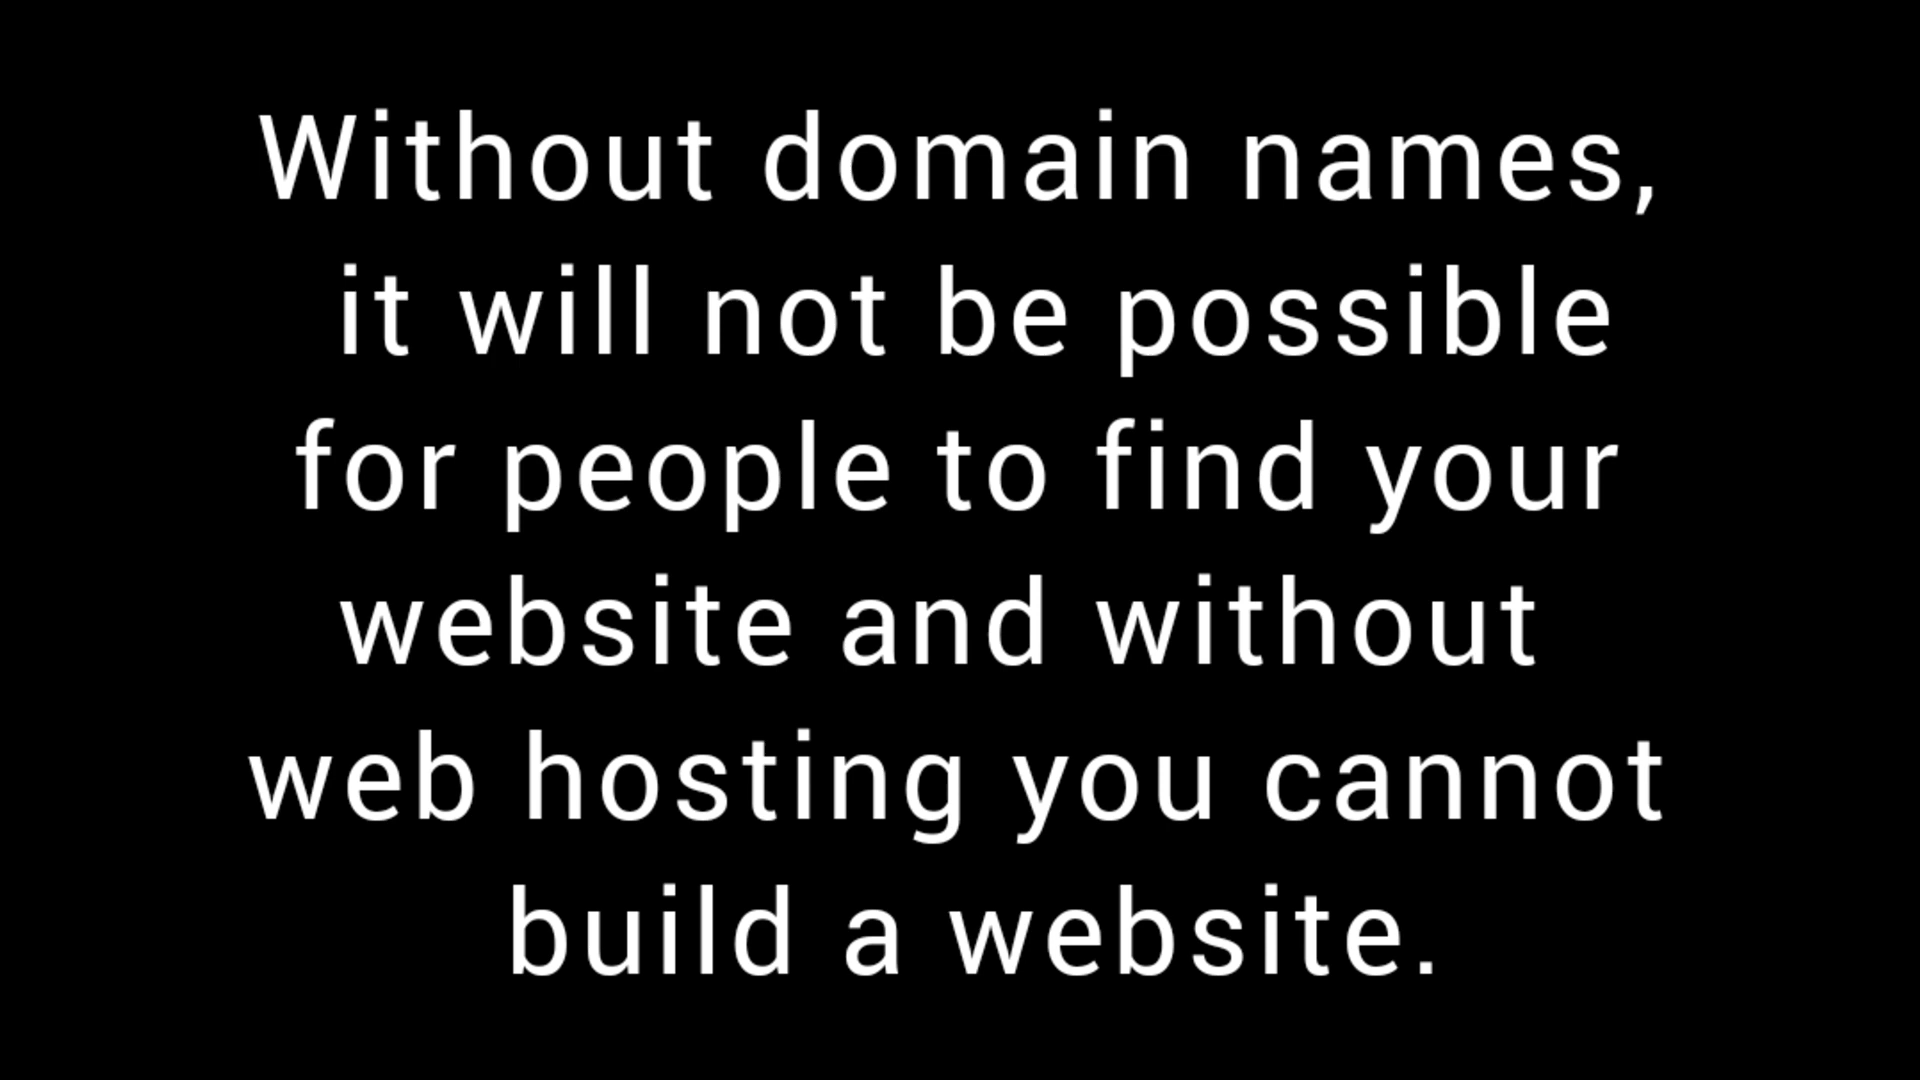 Without domain names,
it will not be possible
for people to find your
website and without
web hosting you cannot
build a website.